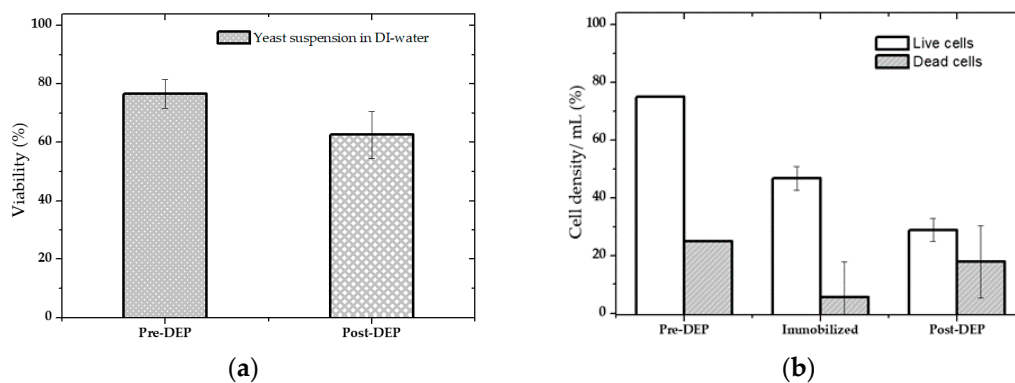 100
80
60
40
20
0
Viability (%)
Yeast suspension in DI-water
Pre-DEP
Post-DEP
(a)
100
80
60
40
20
0
Cell density/ mL (%)
Live cells
Dead cells
Pre-DEP
Immobilized
Post-DEP
(b)